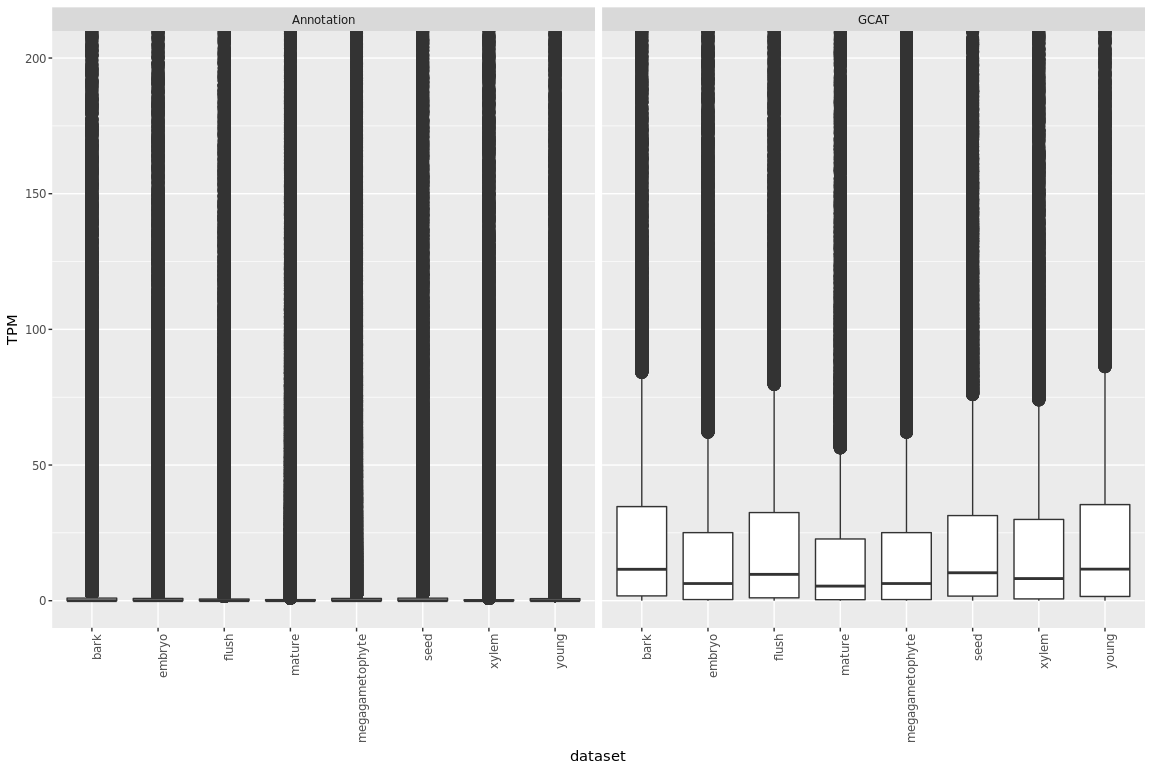 Annotation GCAT
TPM
200
150
100
50
0
bark embryo flush mature megagametophyte seed xylem young bark embryo flush mature megagametophyte seed xylem young
dataset